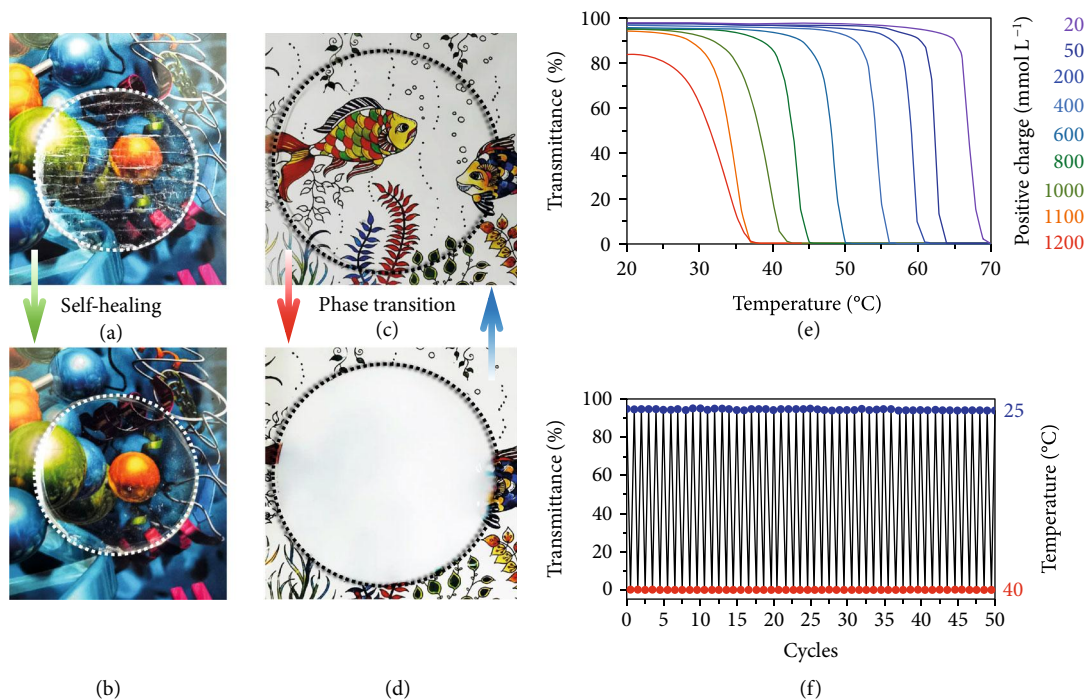 Self-healing
(a)
(b)
Phase transition
(c)
(d)
100
80
60
40
20
0
Transmittance (%)
20
30
40
50
60
70
Temperature (°C)
(e)
Positive charge (mmol L⁻¹)
20
50
200
400
600
800
1000
1100
1200
100
80
60
40
20
0
Transmittance (%)
0
5
10
15
20
25
30
35
40
45
50
Cycles
25
40
Temperature (°C)
(f)